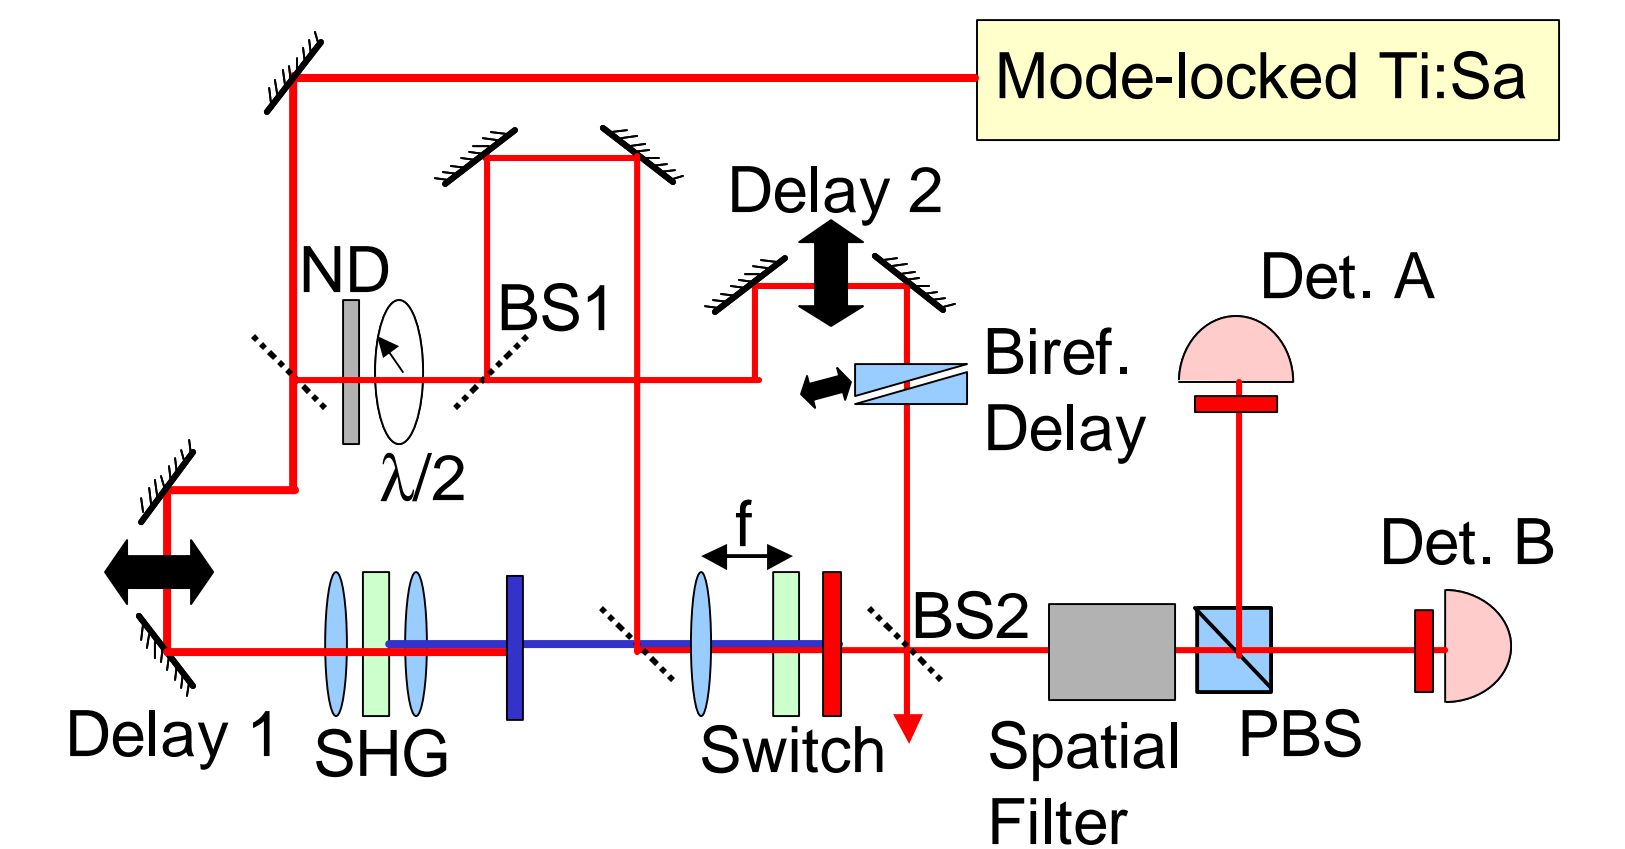 Mode-locked Ti:Sa
Delay 2
ND
BS1
Det. A
Biref.
Delay
λ/2
f
Det. B
BS2
Delay 1
SHG
Switch
Spatial
Filter
PBS